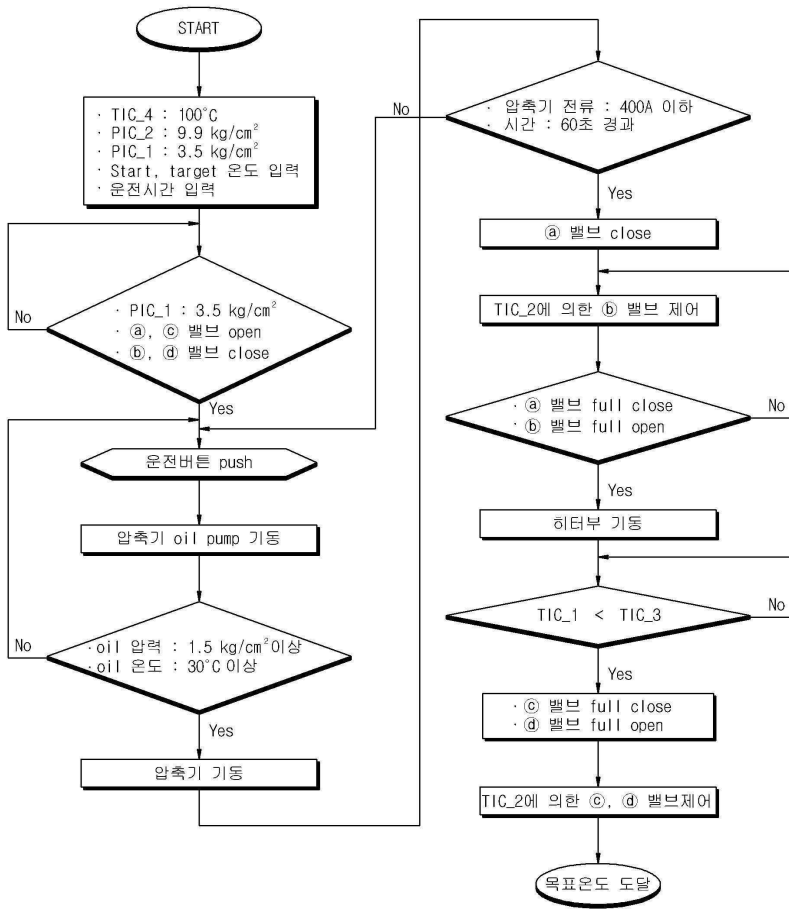 START
· TIC_4 : 100°C
· PIC_2 : 9.9 kg/cm²
· PIC_1 : 3.5 kg/cm²
· Start, target 온도 입력
· 운전시간 입력
No
· PIC_1 : 3.5 kg/cm²
· ⓐ, ⓒ 밸브 open
· ⓑ, ⓓ 밸브 close
Yes
운전버튼 push
압축기 oil pump 기동
No
·oil 압력 : 1.5 kg/cm²이상
·oil 온도 : 30°C 이상
Yes
압축기 기동
No
· 압축기 전류 : 400A 이하
· 시간 : 60초 경과
Yes
ⓐ 밸브 close
TIC_2에 의한 ⓑ 밸브 제어
· ⓐ 밸브 full close
· ⓑ 밸브 full open
No
Yes
히터부 기동
TIC_1 < TIC_3
No
Yes
· ⓒ 밸브 full close
· ⓓ 밸브 full open
TIC_2에 의한 ⓒ, ⓓ 밸브제어
목표온도 도달